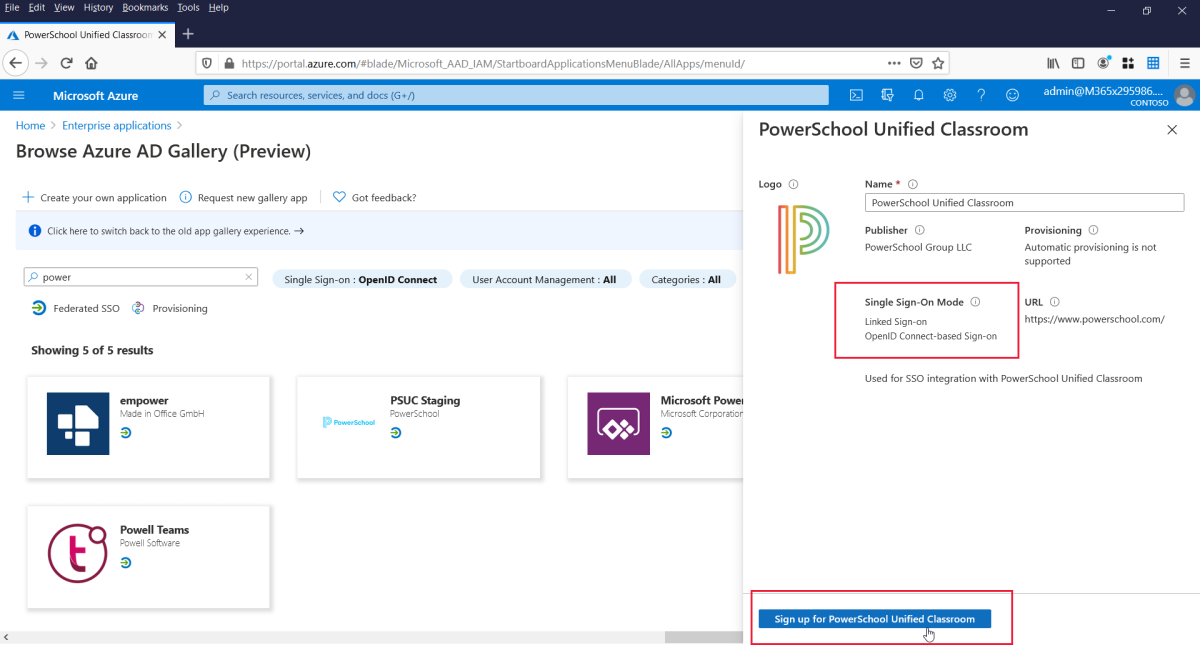 File Edit View History Bookmarks Tools Help
PowerSchool Unified Classroom
https://portal.azure.com/#blade/Microsoft_AAD_IAM/StartboardApplicationsMenuBlade/AllApps/menuId/
Microsoft Azure
Search resources, services, and docs (G+/)
admin@M365x295986....
CONTOSO
Home > Enterprise applications >
Browse Azure AD Gallery (Preview)
Create your own application
Request new gallery app
Got feedback?
Click here to switch back to the old app gallery experience. →
power
Single Sign-on : OpenID Connect
User Account Management : All
Categories : All
Federated SSO
Provisioning
Showing 5 of 5 results
empower
Made in Office GmbH
PowerSchool
PSUC Staging
PowerSchool
Microsoft Power
Microsoft Corporation
Powell Teams
Powell Software
PowerSchool Unified Classroom
Logo
Name *
PowerSchool Unified Classroom
Publisher
PowerSchool Group LLC
Provisioning
Automatic provisioning is not
supported
Single Sign-On Mode
Linked Sign-on
OpenID Connect-based Sign-on
URL
https://www.powerschool.com/
Used for SSO integration with PowerSchool Unified Classroom
Sign up for PowerSchool Unified Classroom